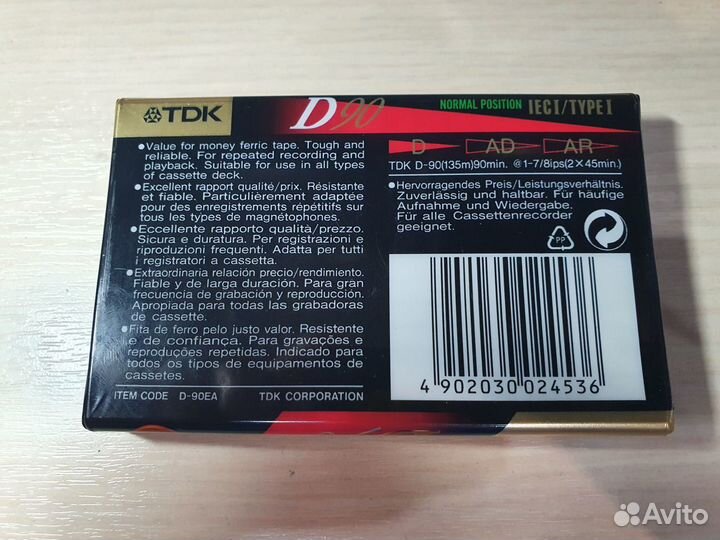 TDK
D90
NORMAL POSITION IECI/TYPE I
•Value for money ferric tape. Tough and
reliable. For repeated recording and
playback. Suitable for use in all types
of cassette deck.
•Excellent rapport qualité/prix. Résistante
et fiable. Particulièrement adaptée
pour des enregistrements répétitifs sur
tous les types de magnétophones.
•Eccellente rapporto qualità/prezzo.
Sicura e duratura. Per registrazioni e
riproduzioni frequenti. Adatta per tutti
i registratori a cassetta.
•Extraordinaria relación precio/rendimiento.
Fiable y de larga duración. Para gran
frecuencia de grabación y reproducción.
Apropiada para todas las grabadoras
de cassette.
•Fita de ferro pelo justo valor. Resistente
e de confiança. Para gravações e
reproduções repetidas. Indicado para
todos os tipos de equipamentos de
cassetes.
ITEM CODE D-90EA TDK CORPORATION
D AD AR
TDK D-90(135m)90min. @1-7/8ips(2×45min.)
•Hervorragendes Preis/Leistungsverhältnis.
Zuverlässig und haltbar. Für häufige
Aufnahme und Wiedergabe.
Für alle Cassettenrecorder
geeignet.
PP
4 902030 024536
Avito